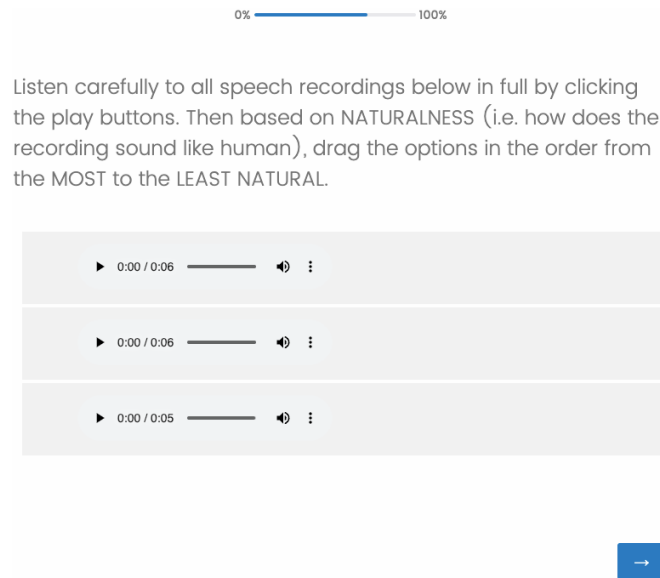 0% 100%
Listen carefully to all speech recordings below in full by clicking
the play buttons. Then based on NATURALNESS (i.e. how does the
recording sound like human), drag the options in the order from
the MOST to the LEAST NATURAL.
0:00 / 0:06
0:00 / 0:06
0:00 / 0:05
→